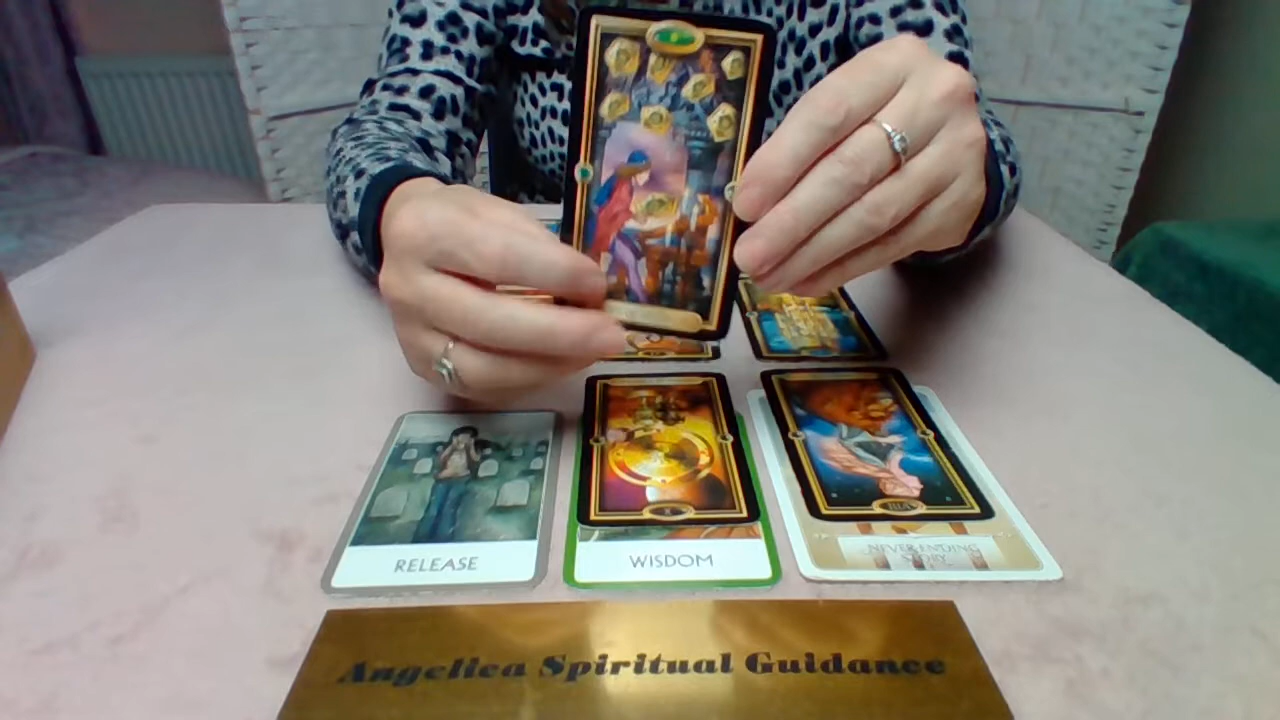 RELEASE
WISDOM
NEVER-ENDING
STORY
Angelica Spiritual Guidance